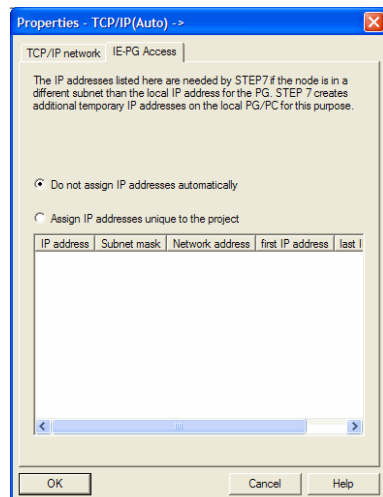 Properties - TCP/IP(Auto) ->
TCP/IP network IE-PG Access
The IP addresses listed here are needed by STEP7 if the node is in a
different subnet than the local IP address for the PG. STEP 7 creates
additional temporary IP addresses on the local PG/PC for this purpose.
Do not assign IP addresses automatically
Assign IP addresses unique to the project
IP address Subnet mask Network address first IP address last I
OK Cancel Help